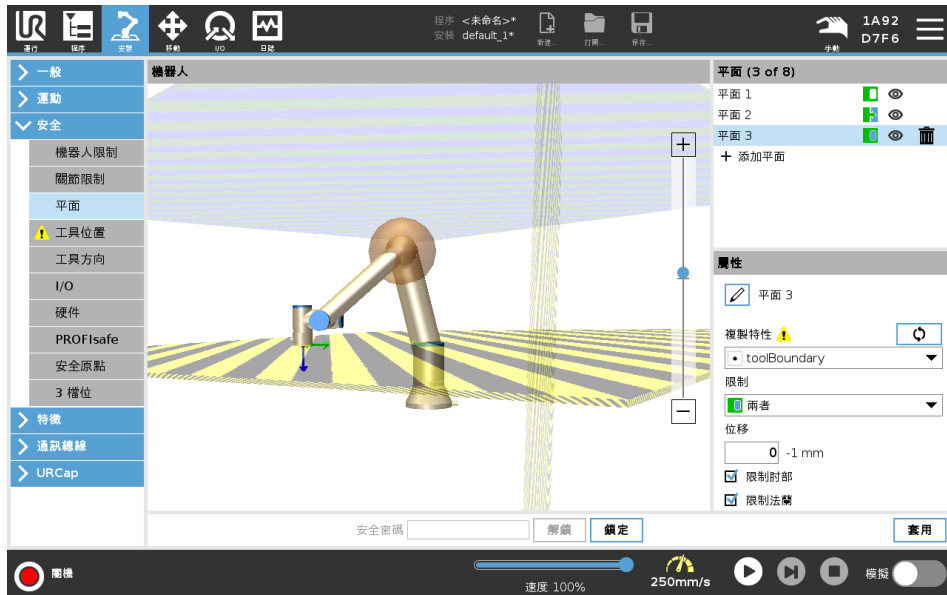 程序 <未命名>*
安裝 default_1*
新建...
打開...
保存...
1A92
D7F6
運行
程序
安裝
移動
I/O
日誌
手動
一般
運動
安全
機器人限制
關節限制
平面
工具位置
工具方向
I/O
硬件
PROFIsafe
安全原點
3 檔位
特徵
通訊總線
URCap
機器人
平面 (3 of 8)
平面 1
平面 2
平面 3
添加平面
屬性
平面 3
複製特性
toolBoundary
限制
兩者
位移
0 -1 mm
限制肘部
限制法蘭
安全密碼
解鎖
鎖定
套用
關機
速度 100%
250mm/s
模擬